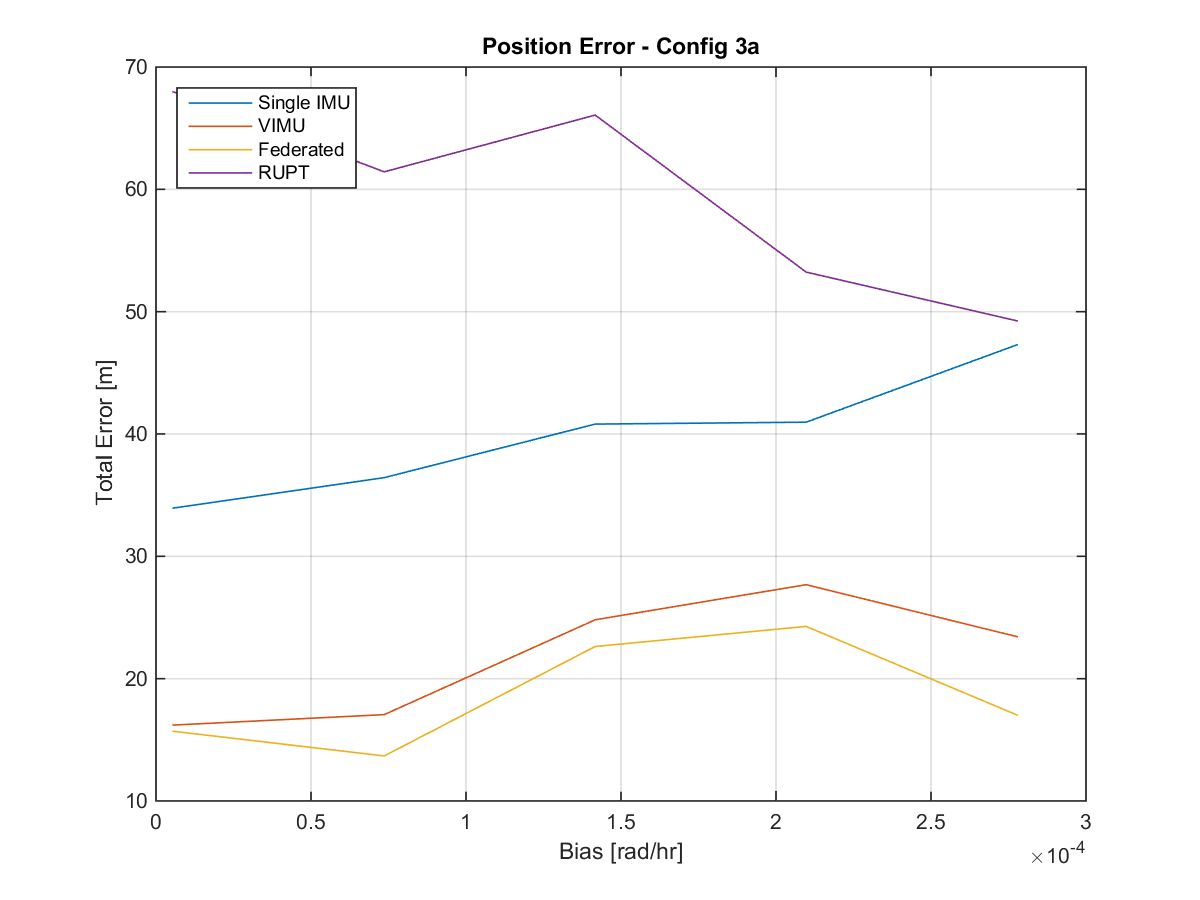 Position Error - Config 3a
70
60
50
40
30
20
10
Total Error [m]
Single IMU
VIMU
Federated
RUPT
0 0.5 1 1.5 2 2.5 3
Bias [rad/hr]
×10⁻⁴